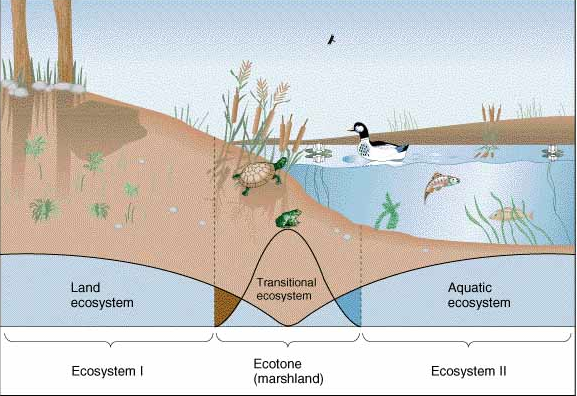 Land
ecosystem
Transitional
ecosystem
Aquatic
ecosystem
Ecosystem I
Ecotone
(marshland)
Ecosystem II